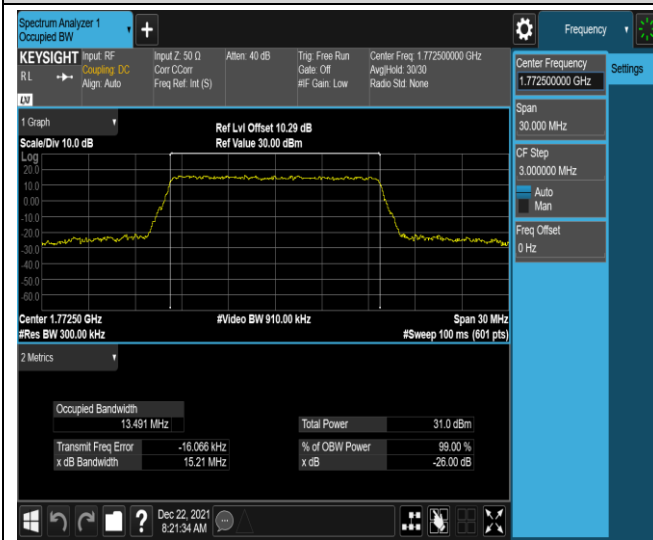 Spectrum Analyzer 1
Occupied BW
Frequency
KEYSIGHT
RL
Input: RF
Coupling: DC
Align: Auto
Input Z: 50 Ω
Corr CCorr
Freq Ref: Int (S)
Atten: 40 dB
Trig: Free Run
Gate: Off
#IF Gain: Low
Center Freq: 1.772500000 GHz
Avg|Hold: 30/30
Radio Std: None
LXI
1 Graph
Scale/Div 10.0 dB
Ref Lvl Offset 10.29 dB
Ref Value 30.00 dBm
Log
20.0
10.0
0.00
-10.0
-20.0
-30.0
-40.0
-50.0
-60.0
Center 1.77250 GHz
#Video BW 910.00 kHz
Span 30 MHz
#Res BW 300.00 kHz
#Sweep 100 ms (601 pts)
2 Metrics
Occupied Bandwidth
13.491 MHz
Total Power 31.0 dBm
Transmit Freq Error -16.066 kHz
% of OBW Power 99.00 %
x dB Bandwidth 15.21 MHz
x dB -26.00 dB
Dec 22, 2021
8:21:34 AM
Center Frequency
1.772500000 GHz
Settings
Span
30.000 MHz
CF Step
3.000000 MHz
Auto
Man
Freq Offset
0 Hz